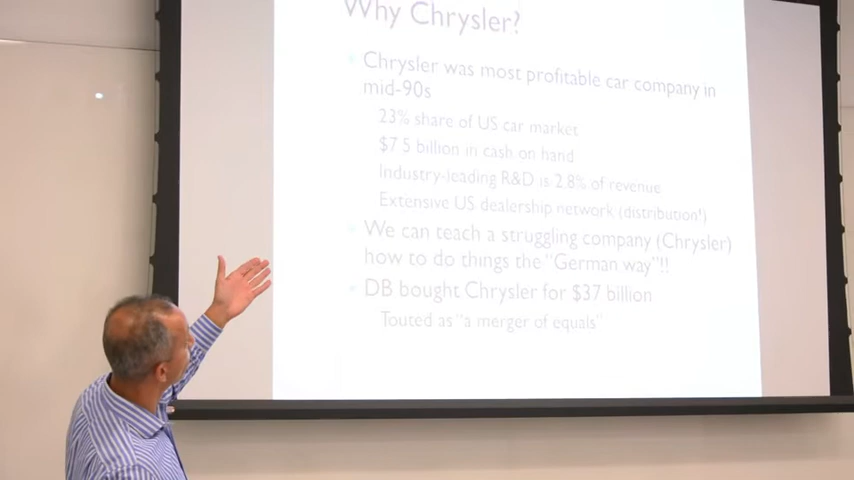 Why Chrysler?
Chrysler was most profitable car company in
mid-90s
23% share of US car market
$7.5 billion in cash on hand
Industry-leading R&D is 2.8% of revenue
Extensive US dealership network (distribution!)
We can teach a struggling company (Chrysler)
how to do things the "German way"!!
DB bought Chrysler for $37 billion
Touted as "a merger of equals"